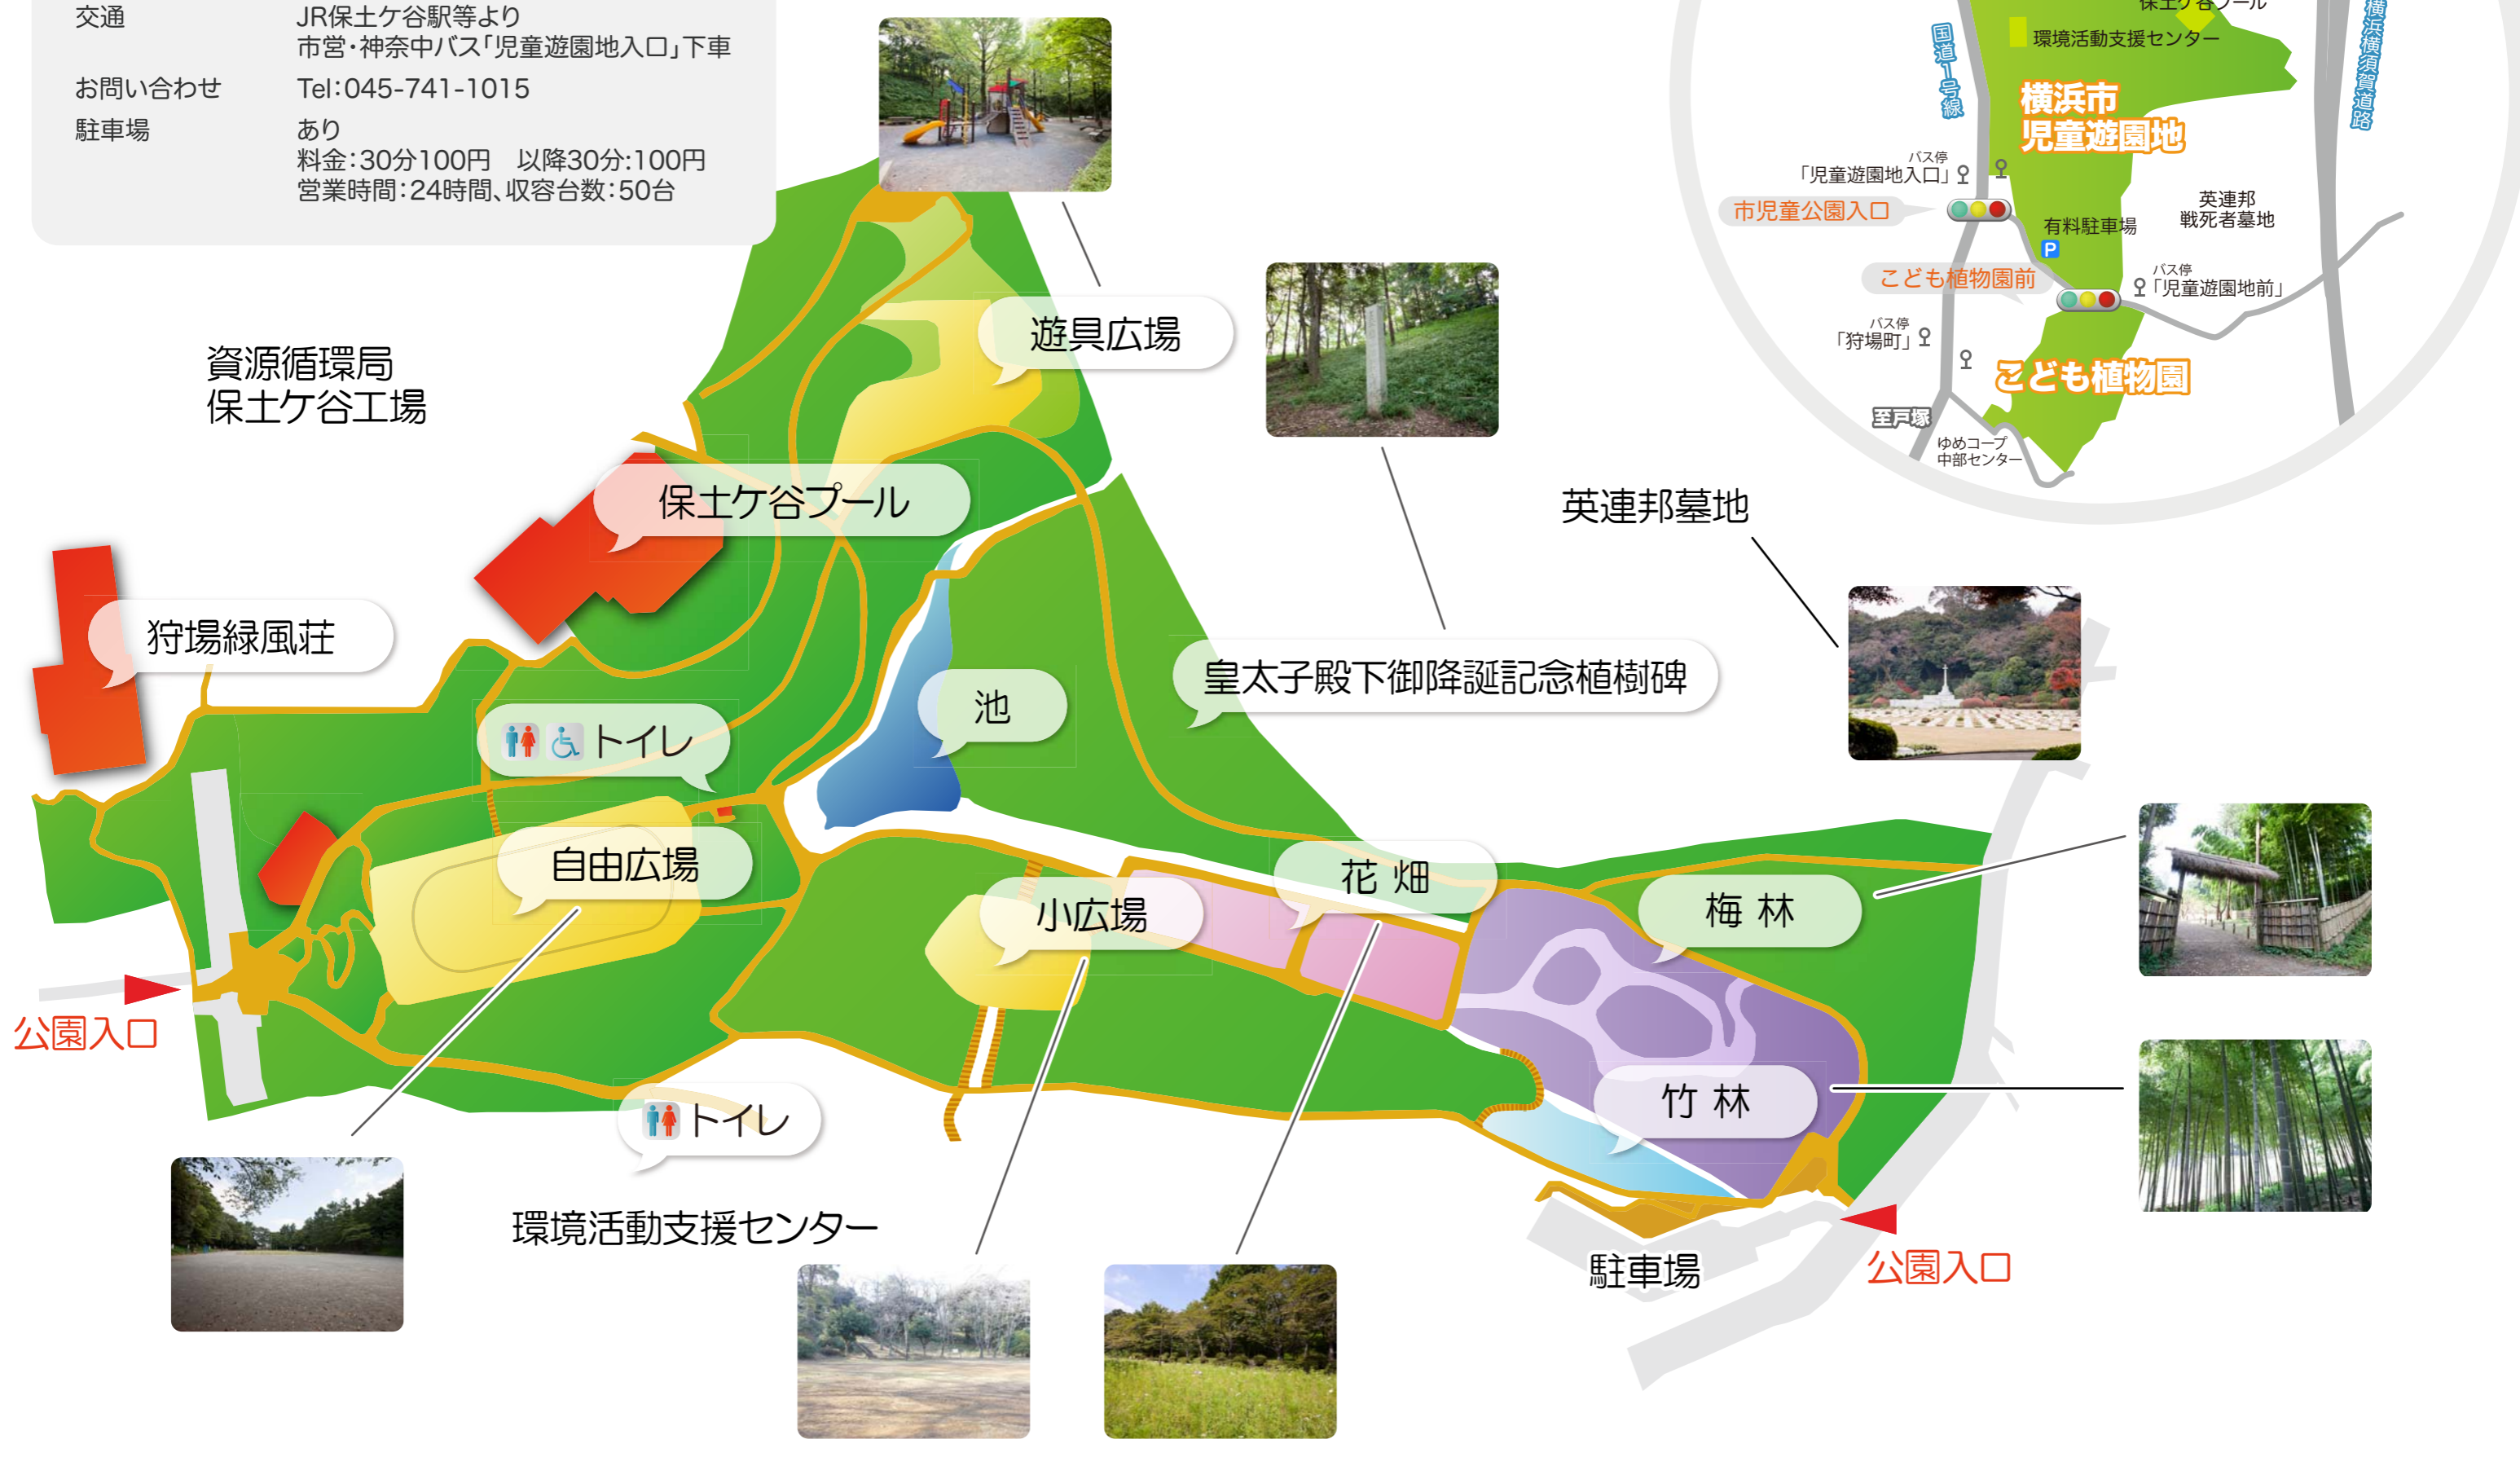 交通
JR保土ケ谷駅等より
市営・神奈中バス「児童遊園地入口」下車
お問い合わせ
Tel：045-741-1015
駐車場
あり
料金：30分100円　以降30分：100円
営業時間：24時間、収容台数：50台
保土ケ谷プール
環境活動支援センター
国道1号線
横浜横須賀道路
横浜市
児童遊園地
バス停
「児童遊園地入口」
市児童公園入口
英連邦
戦死者墓地
有料駐車場
P
こども植物園前
バス停
「児童遊園地前」
バス停
「狩場町」
こども植物園
至戸塚
ゆめコープ
中部センター
遊具広場
資源循環局
保土ケ谷工場
保土ケ谷プール
英連邦墓地
狩場緑風荘
皇太子殿下御降誕記念植樹碑
池
トイレ
自由広場
花 畑
小広場
梅 林
公園入口
竹 林
トイレ
環境活動支援センター
駐車場
公園入口